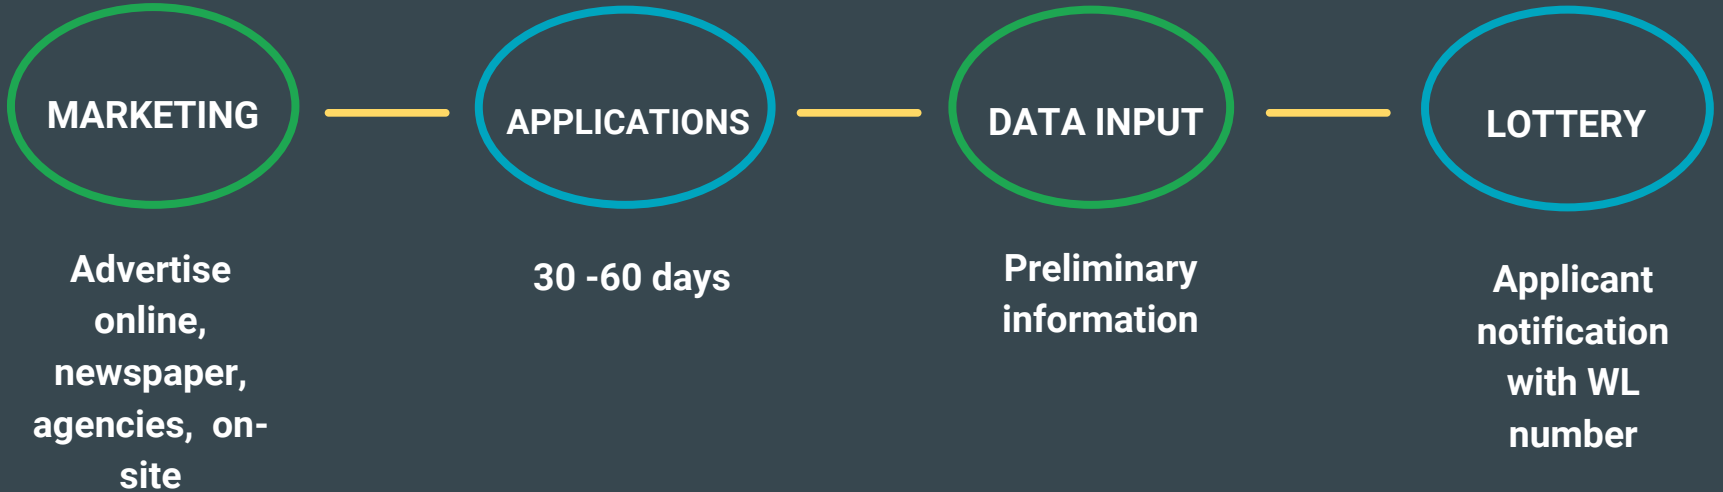 MARKETING
APPLICATIONS
DATA INPUT
LOTTERY
Advertise
online,
newspaper,
agencies,  on-
site
30 -60 days
Preliminary
information
Applicant
notification
with WL
number